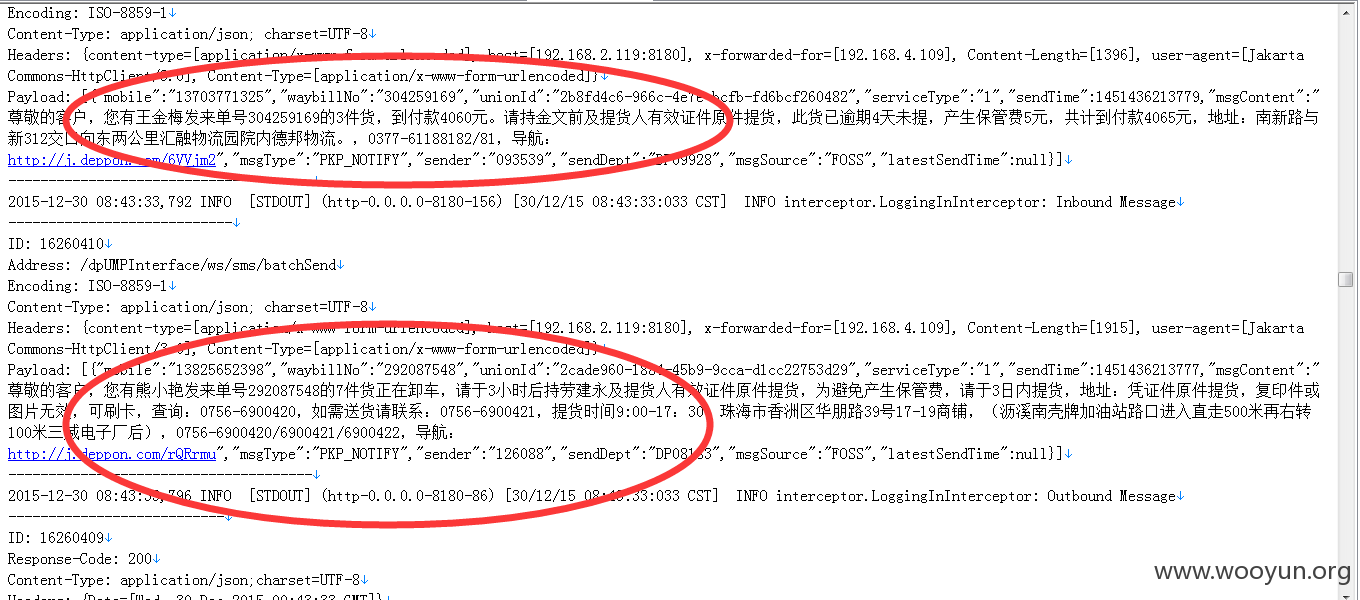 Encoding: ISO-8859-1↓
Content-Type: application/json; charset=UTF-8↓
Headers: {content-type=[application/x-www-form-urlencoded], host=[192.168.2.119:8180], x-forwarded-for=[192.168.4.109], Content-Length=[1396], user-agent=[Jakarta
Commons-HttpClient/3.0], Content-Type=[application/x-www-form-urlencoded]}↓
Payload: [{"mobile":"13703771325","waybillNo":"304259169","unionId":"2b8fd4c6-966c-4e7e-bcfb-fd6bcf260482","serviceType":"1","sendTime":1451436213779,"msgContent":"
尊敬的客户，您有王金梅发来单号304259169的3件货，到付款4060元。请持金文前及提货人有效证件原件提货，此货已逾期4天未提，产生保管费5元，共计到付款4065元，地址：南新路与
新312交口向东两公里汇融物流园院内德邦物流。，0377-61188182/81，导航：
http://j.deppon.com/6VVjm2","msgType":"PKP_NOTIFY","sender":"093539","sendDept":"DP09928","msgSource":"FOSS","latestSendTime":null}]↓
--------------------------------------↓
2015-12-30 08:43:33,792 INFO  [STDOUT] (http-0.0.0.0-8180-156) [30/12/15 08:43:33:033 CST]  INFO interceptor.LoggingInInterceptor: Inbound Message↓
----------------------------↓
ID: 16260410↓
Address: /dpUMPInterface/ws/sms/batchSend↓
Encoding: ISO-8859-1↓
Content-Type: application/json; charset=UTF-8↓
Headers: {content-type=[application/x-www-form-urlencoded], host=[192.168.2.119:8180], x-forwarded-for=[192.168.4.109], Content-Length=[1915], user-agent=[Jakarta
Commons-HttpClient/3.0], Content-Type=[application/x-www-form-urlencoded]}↓
Payload: [{"mobile":"13825652398","waybillNo":"292087548","unionId":"2cade960-1884-45b9-9cca-d1cc22753d29","serviceType":"1","sendTime":1451436213777,"msgContent":"
尊敬的客户，您有熊小艳发来单号292087548的7件货正在卸车，请于3小时后持劳建永及提货人有效证件原件提货，为避免产生保管费，请于3日内提货，地址：凭证件原件提货，复印件或
图片无效，可刷卡，查询：0756-6900420，如需送货请联系：0756-6900421，提货时间9:00-17：30，珠海市香洲区华朋路39号17-19商铺，（沥溪南壳牌加油站路口进入直走500米再右转
100米三威电子厂后），0756-6900420/6900421/6900422，导航：
http://j.deppon.com/rQRrmu","msgType":"PKP_NOTIFY","sender":"126088","sendDept":"","msgSource":"FOSS","latestSendTime":null}]↓
--------------------------------------↓
2015-12-30 08:43:33,796 INFO  [STDOUT] (http-0.0.0.0-8180-86) [30/12/15 08:43:33:033 CST]  INFO interceptor.LoggingInInterceptor: Outbound Message↓
---------------------------↓
ID: 16260409↓
Response-Code: 200↓
Content-Type: application/json;charset=UTF-8↓
Headers: {Date=[Wed, 30 Dec 2015 00:43:33 GMT]}↓
www.wooyun.org